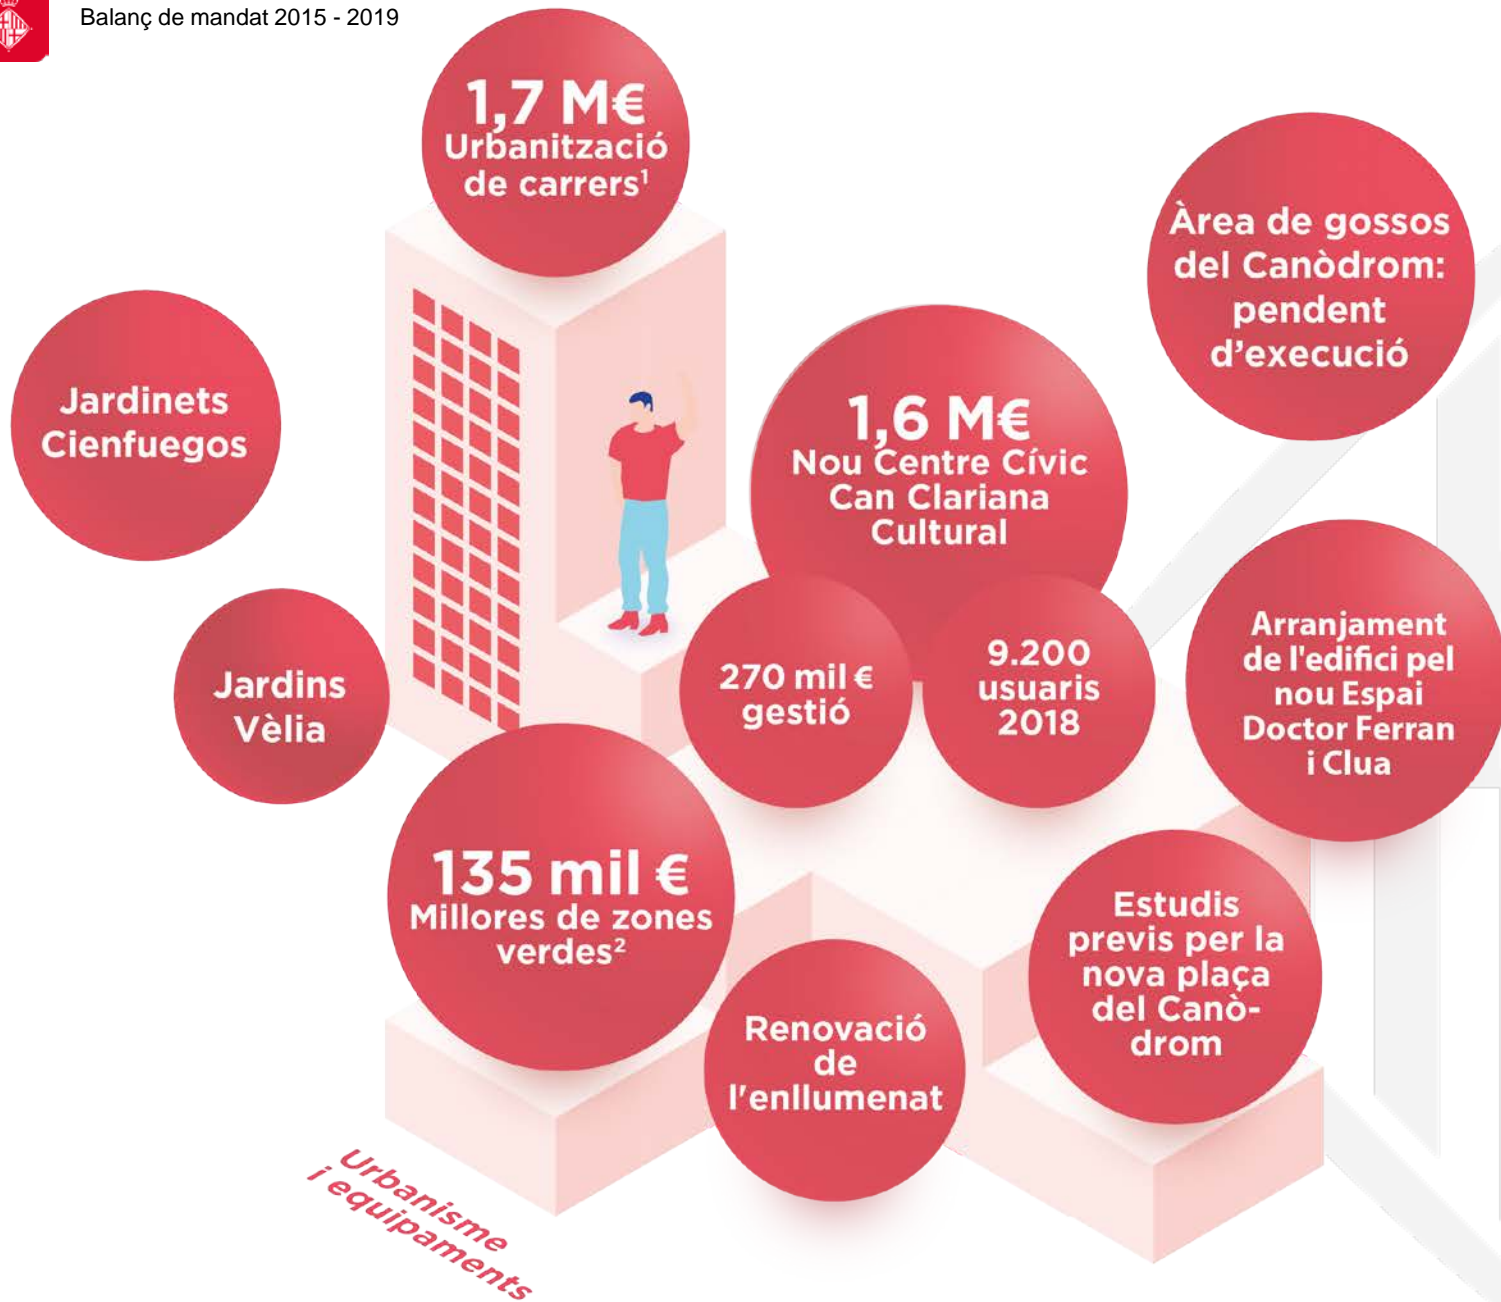 Balanç de mandat 2015 - 2019
1,7 M€
Urbanització
de carrers¹
Àrea de gossos
del Canòdrom:
pendent
d’execució
Jardinets
Cienfuegos
1,6 M€
Nou Centre Cívic
Can Clariana
Cultural
Jardins
Vèlia
270 mil €
gestió
9.200
usuaris
2018
Arranjament
de l'edifici pel
nou Espai
Doctor Ferran
i Clua
135 mil €
Millores de zones
verdes²
Renovació
de
l'enllumenat
Estudis
previs per la
nova plaça
del Canò-
drom
Urbanisme
i equipaments